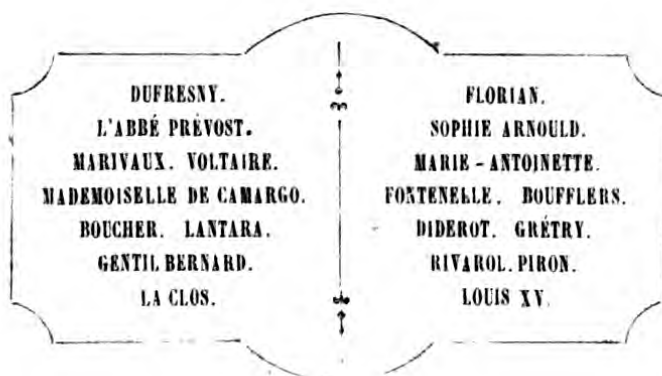 DUFRESNY.
L'ABBÉ PRÉVOST.
MARIVAUX. VOLTAIRE.
MADEMOISELLE DE CAMARGO.
BOUCHER. LANTARA.
GENTIL BERNARD.
LA CLOS.
FLORIAN.
SOPHIE ARNOULD.
MARIE-ANTOINETTE.
FONTENELLE. BOUFFLERS.
DIDEROT. GRÉTRY.
RIVAROL. PIRON.
LOUIS XV